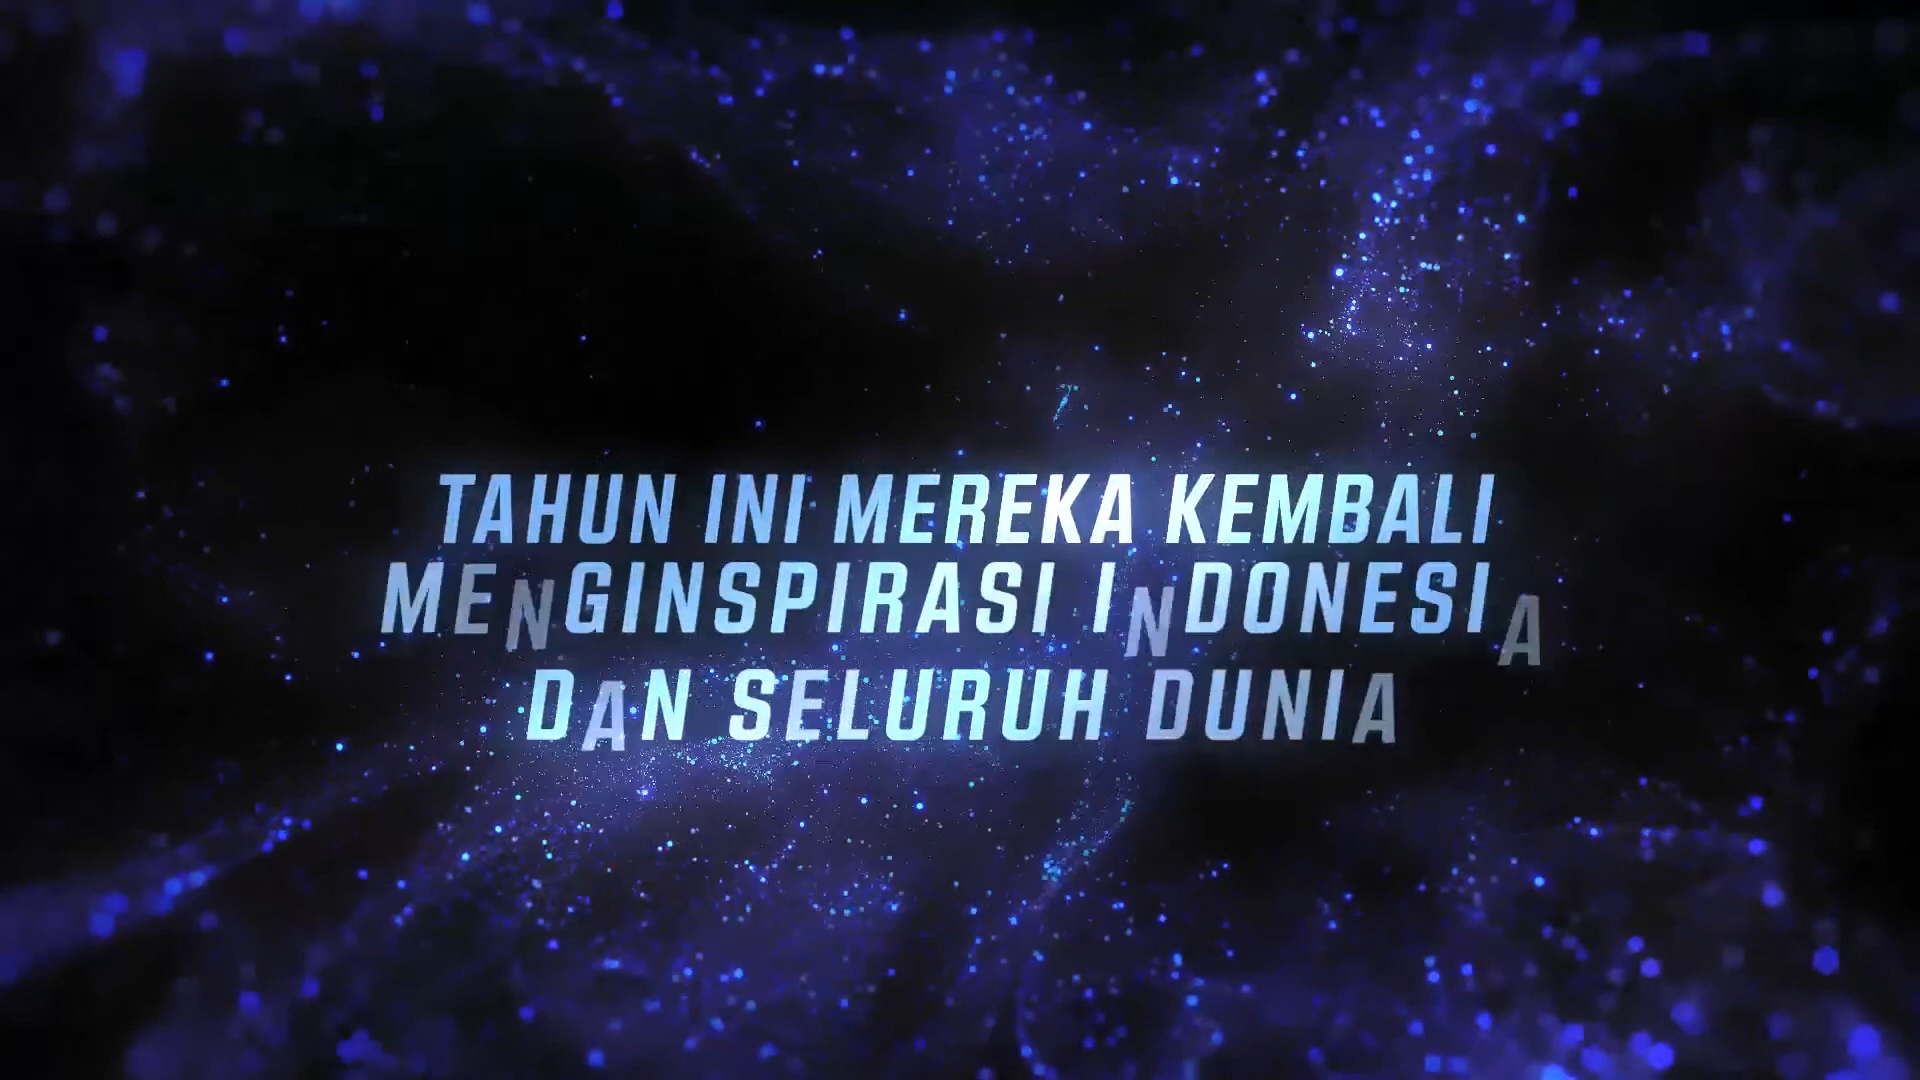 TAHUN INI MEREKA KEMBALI
MENGINSPIRASI INDONESIA
DAN SELURUH DUNIA